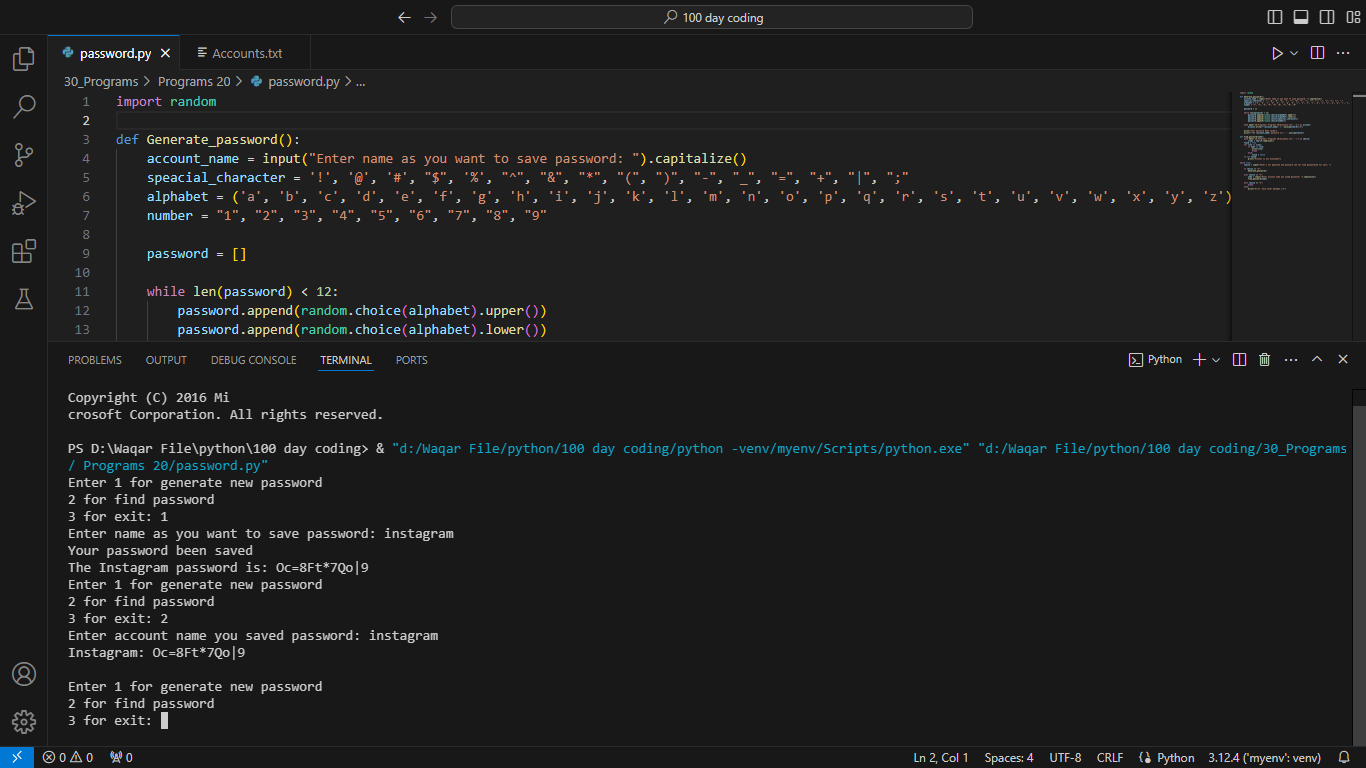 100 day coding
password.py
Accounts.txt
30_Programs > Programs 20 > password.py > ...
1 import random
2
3 def Generate_password():
4 account_name = input("Enter name as you want to save password: ").capitalize()
5 speacial_character = '!', '@', '#', "$", '%', "^", "&", "*", "(", ")", "-", "_", "=", "+", "|", ";"
6 alphabet = ('a', 'b', 'c', 'd', 'e', 'f', 'g', 'h', 'i', 'j', 'k', 'l', 'm', 'n', 'o', 'p', 'q', 'r', 's', 't', 'u', 'v', 'w', 'x', 'y', 'z')
7 number = "1", "2", "3", "4", "5", "6", "7", "8", "9"
8
9 password = []
10
11 while len(password) < 12:
12 password.append(random.choice(alphabet).upper())
13 password.append(random.choice(alphabet).lower())
PROBLEMS OUTPUT DEBUG CONSOLE TERMINAL PORTS
Python
Copyright (C) 2016 Mi
crosoft Corporation. All rights reserved.
PS D:\Waqar File\python\100 day coding> & "d:/Waqar File/python/100 day coding/python -venv/myenv/Scripts/python.exe" "d:/Waqar File/python/100 day coding/30_Programs
/ Programs 20/password.py"
Enter 1 for generate new password
2 for find password
3 for exit: 1
Enter name as you want to save password: instagram
Your password been saved
The Instagram password is: Oc=8Ft*7Qo|9
Enter 1 for generate new password
2 for find password
3 for exit: 2
Enter account name you saved password: instagram
Instagram: Oc=8Ft*7Qo|9
Enter 1 for generate new password
2 for find password
3 for exit:
0 0 0 Ln 2, Col 1 Spaces: 4 UTF-8 CRLF Python 3.12.4 ('myenv': venv)